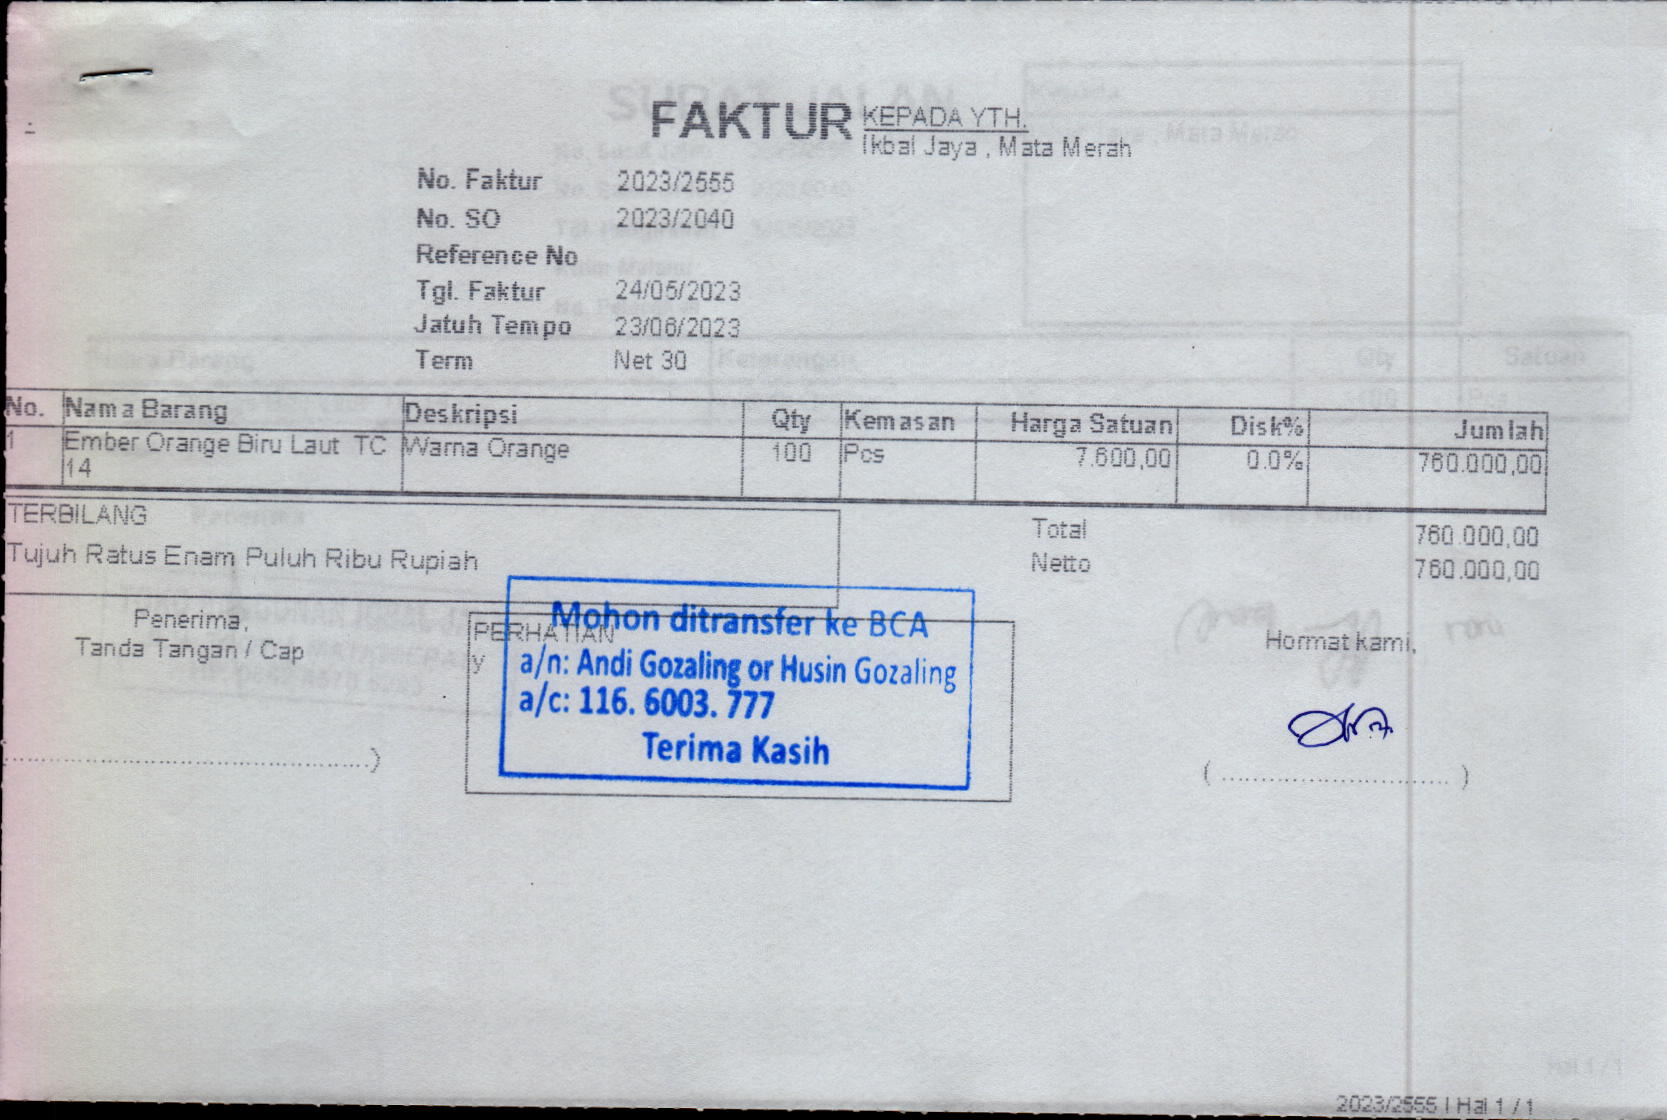 FAKTUR
KEPADA YTH.
Ikbal Jaya , Mata Merah
No. Faktur 2023/2555
No. SO 2023/2040
Reference No
Tgl. Faktur 24/05/2023
Jatuh Tempo 23/06/2023
Term Net 30
No. Nama Barang Deskripsi Qty Kemasan Harga Satuan Disk% Jumlah
1 Ember Orange Biru Laut TC 14 Warna Orange 100 Pcs 7.600,00 0.0% 760.000,00
TERBILANG
Tujuh Ratus Enam Puluh Ribu Rupiah
Total 760.000,00
Netto 760.000,00
Penerima,
Tanda Tangan / Cap
PERHATIAN
y
Mohon ditransfer ke BCA
a/n: Andi Gozaling or Husin Gozaling
a/c: 116. 6003. 777
Terima Kasih
Hormat kami,
..............................................)
( ............................. )
2023/2555 | Hal 1 / 1